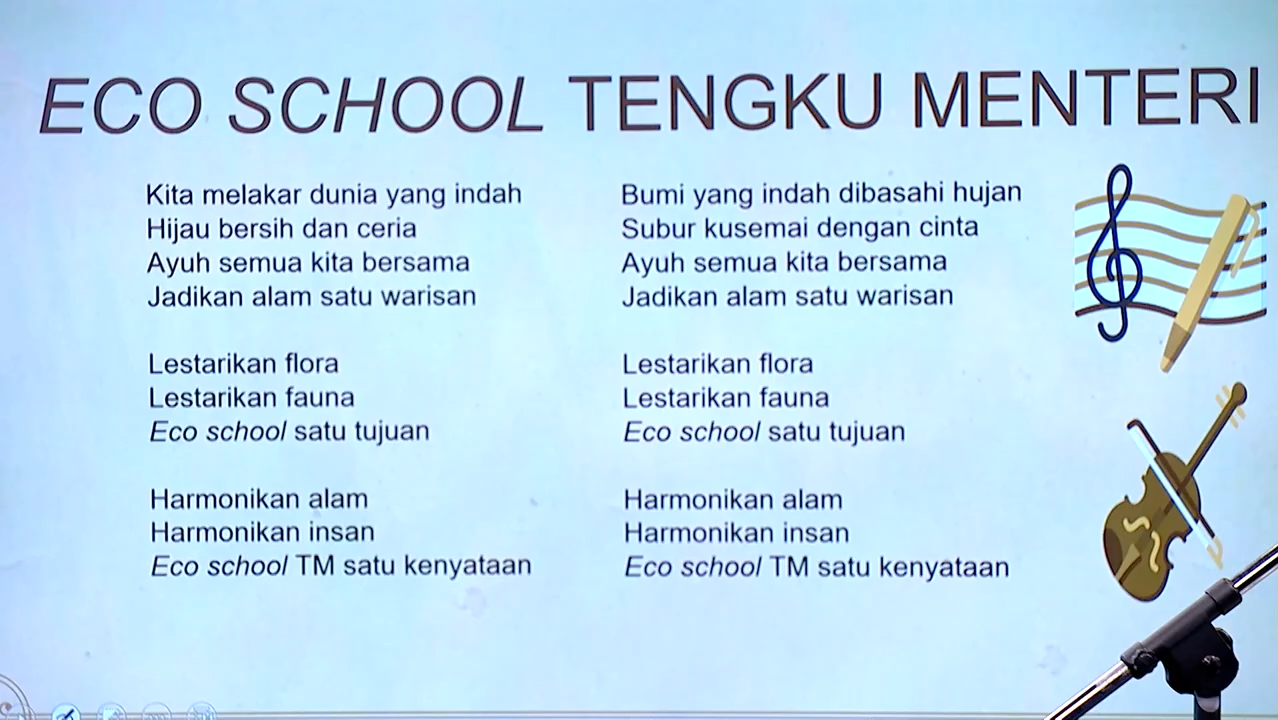 ECO SCHOOL TENGKU MENTERI
Kita melakar dunia yang indah
Hijau bersih dan ceria
Ayuh semua kita bersama
Jadikan alam satu warisan
Lestarikan flora
Lestarikan fauna
Eco school satu tujuan
Harmonikan alam
Harmonikan insan
Eco school TM satu kenyataan
Bumi yang indah dibasahi hujan
Subur kusemai dengan cinta
Ayuh semua kita bersama
Jadikan alam satu warisan
Lestarikan flora
Lestarikan fauna
Eco school satu tujuan
Harmonikan alam
Harmonikan insan
Eco school TM satu kenyataan